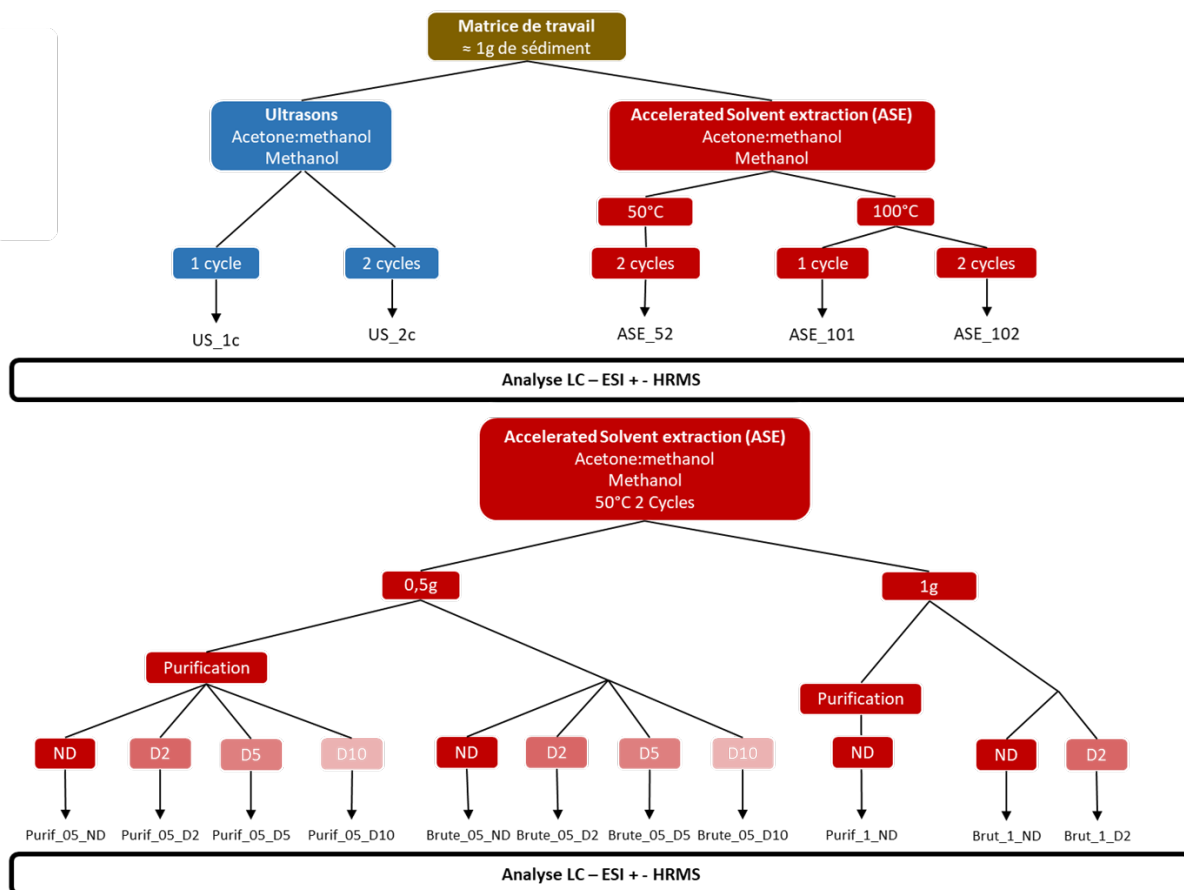 Matrice de travail
≈ 1g de sédiment
Ultrasons
Acetone:methanol
Methanol
Accelerated Solvent extraction (ASE)
Acetone:methanol
Methanol
50°C
100°C
1 cycle
2 cycles
2 cycles
1 cycle
2 cycles
US_1c
US_2c
ASE_52
ASE_101
ASE_102
Analyse LC – ESI + - HRMS
Accelerated Solvent extraction (ASE)
Acetone:methanol
Methanol
50°C 2 Cycles
0,5g
1g
Purification
Purification
ND
D2
D5
D10
ND
D2
D5
D10
ND
ND
D2
Purif_05_ND
Purif_05_D2
Purif_05_D5
Purif_05_D10
Brute_05_ND
Brute_05_D2
Brute_05_D5
Brute_05_D10
Purif_1_ND
Brut_1_ND
Brut_1_D2
Analyse LC – ESI + - HRMS